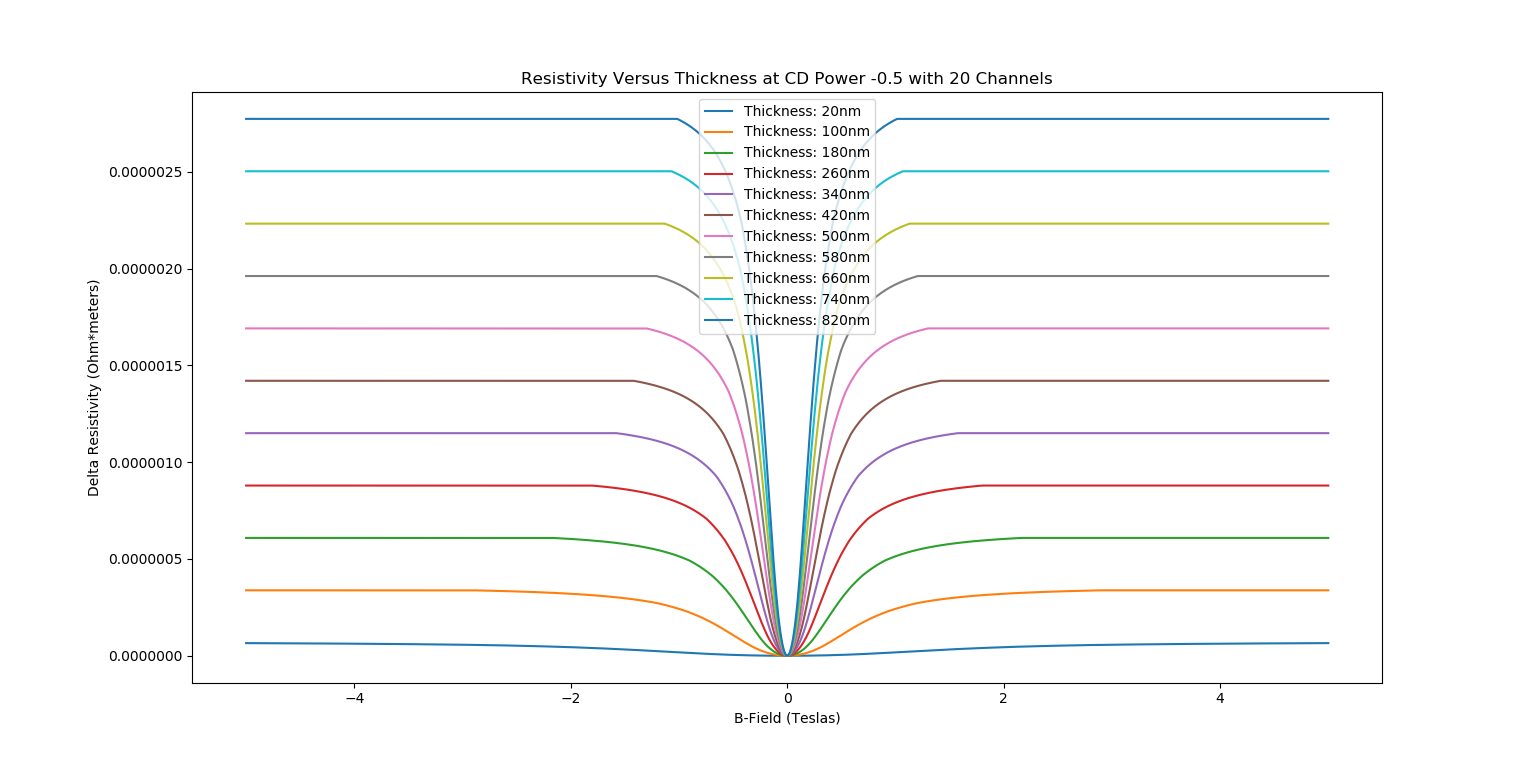 Resistivity Versus Thickness at CD Power -0.5 with 20 Channels
Thickness: 20nm
Thickness: 100nm
Thickness: 180nm
Thickness: 260nm
Thickness: 340nm
Thickness: 420nm
Thickness: 500nm
Thickness: 580nm
Thickness: 660nm
Thickness: 740nm
Thickness: 820nm
Delta Resistivity (Ohm*meters)
0.0000025
0.0000020
0.0000015
0.0000010
0.0000005
0.0000000
−4 −2 0 2 4
B-Field (Teslas)